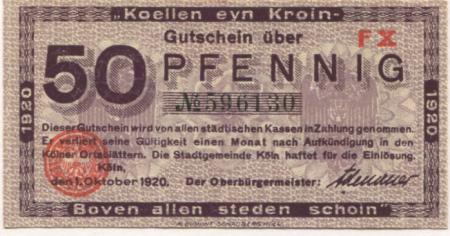 „Koellen eyn Kroin-
Gutschein über
FX
50 PFENNIG
№596130
1920
1920
Dieser Gutschein wird von allen städtischen Kassen in Zahlung genommen.
Er verliert seine Gültigkeit einen Monat nach Aufkündigung in den
Kölner Ortsblättern. Die Stadtgemeinde Köln haftet für die Einlösung.
Köln,
den 1. Oktober 1920. Der Oberbürgermeister:
Boven allen steden schoin"